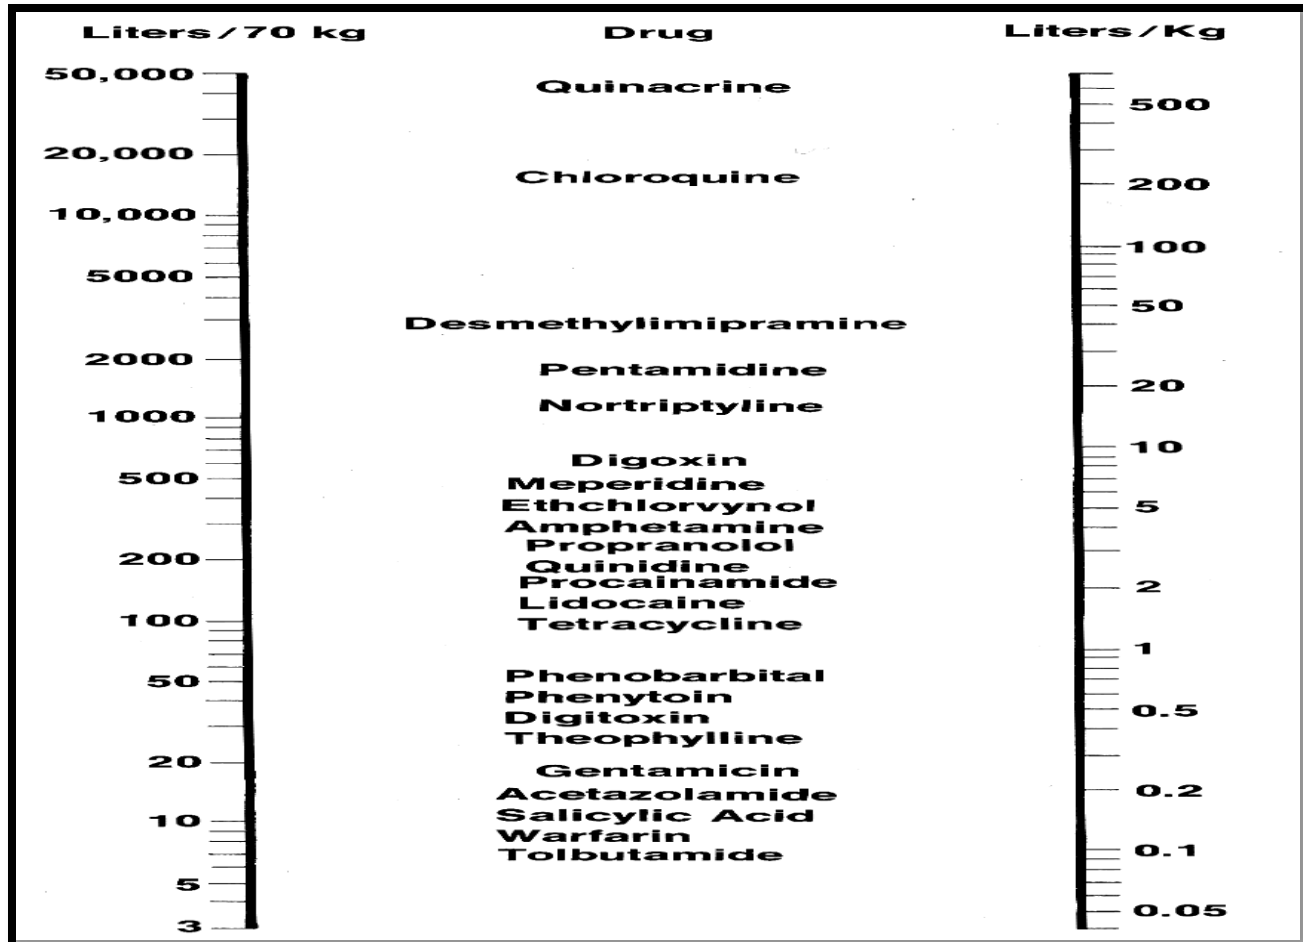 Liters/70 kg Drug Liters/Kg
50,000 Quinacrine
500
20,000
Chloroquine 200
10,000
100
5000
50
Desmethylimipramine
2000
Pentamidine
20
Nortriptyline
1000
10
Digoxin
500
Meperidine
Ethchlorvynol 5
Amphetamine
Propranolol
200
Quinidine
Procainamide 2
Lidocaine
100 Tetracycline
1
Phenobarbital
50
Phenytoin
Digitoxin 0.5
Theophylline
20
Gentamicin
Acetazolamide 0.2
Salicylic Acid
10
Warfarin
Tolbutamide 0.1
5
0.05
3